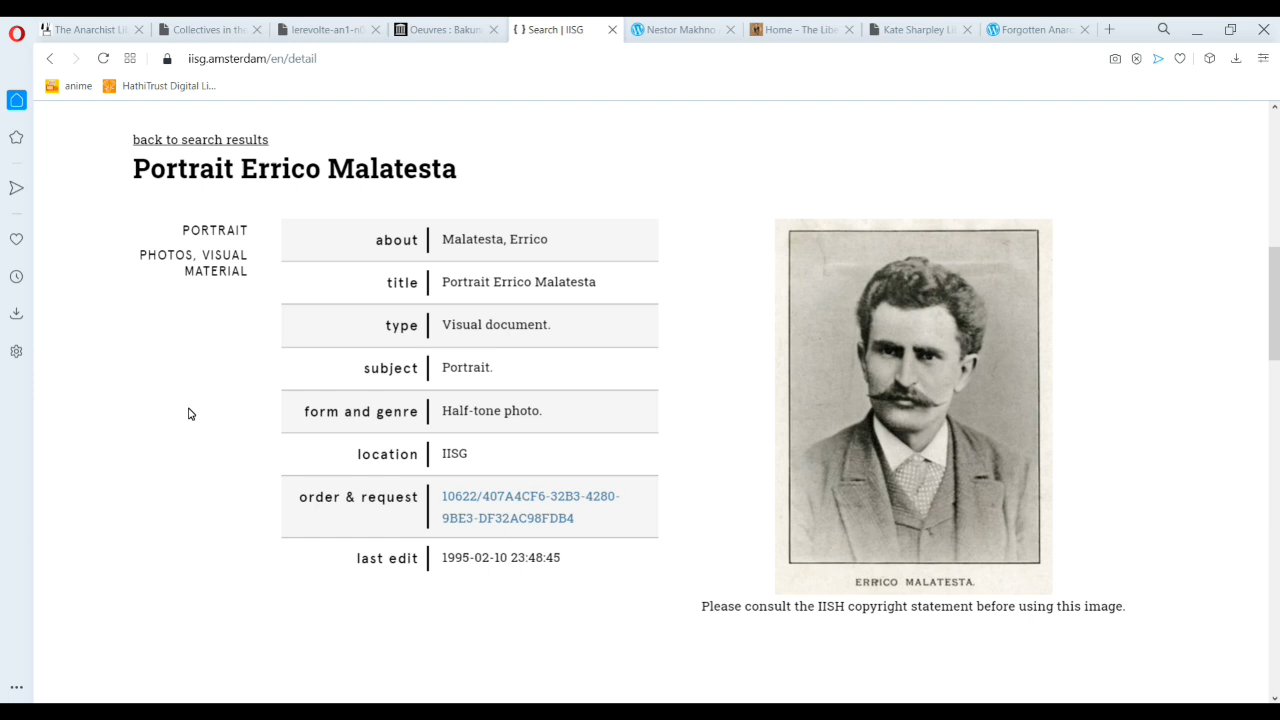 The Anarchist Li
Collectives in the
lerevolte-an1-n0
Oeuvres : Bakun
{ } Search | IISG
Nestor Makhno
Home - The Libe
Kate Sharpley Li
Forgotten Anarc
iisg.amsterdam/en/detail
anime
HathiTrust Digital Li...
back to search results
Portrait Errico Malatesta
PORTRAIT
PHOTOS, VISUAL
MATERIAL
about Malatesta, Errico
title Portrait Errico Malatesta
type Visual document.
subject Portrait.
form and genre Half-tone photo.
location IISG
order & request 10622/407A4CF6-32B3-4280-
9BE3-DF32AC98FDB4
last edit 1995-02-10 23:48:45
ERRICO MALATESTA.
Please consult the IISH copyright statement before using this image.